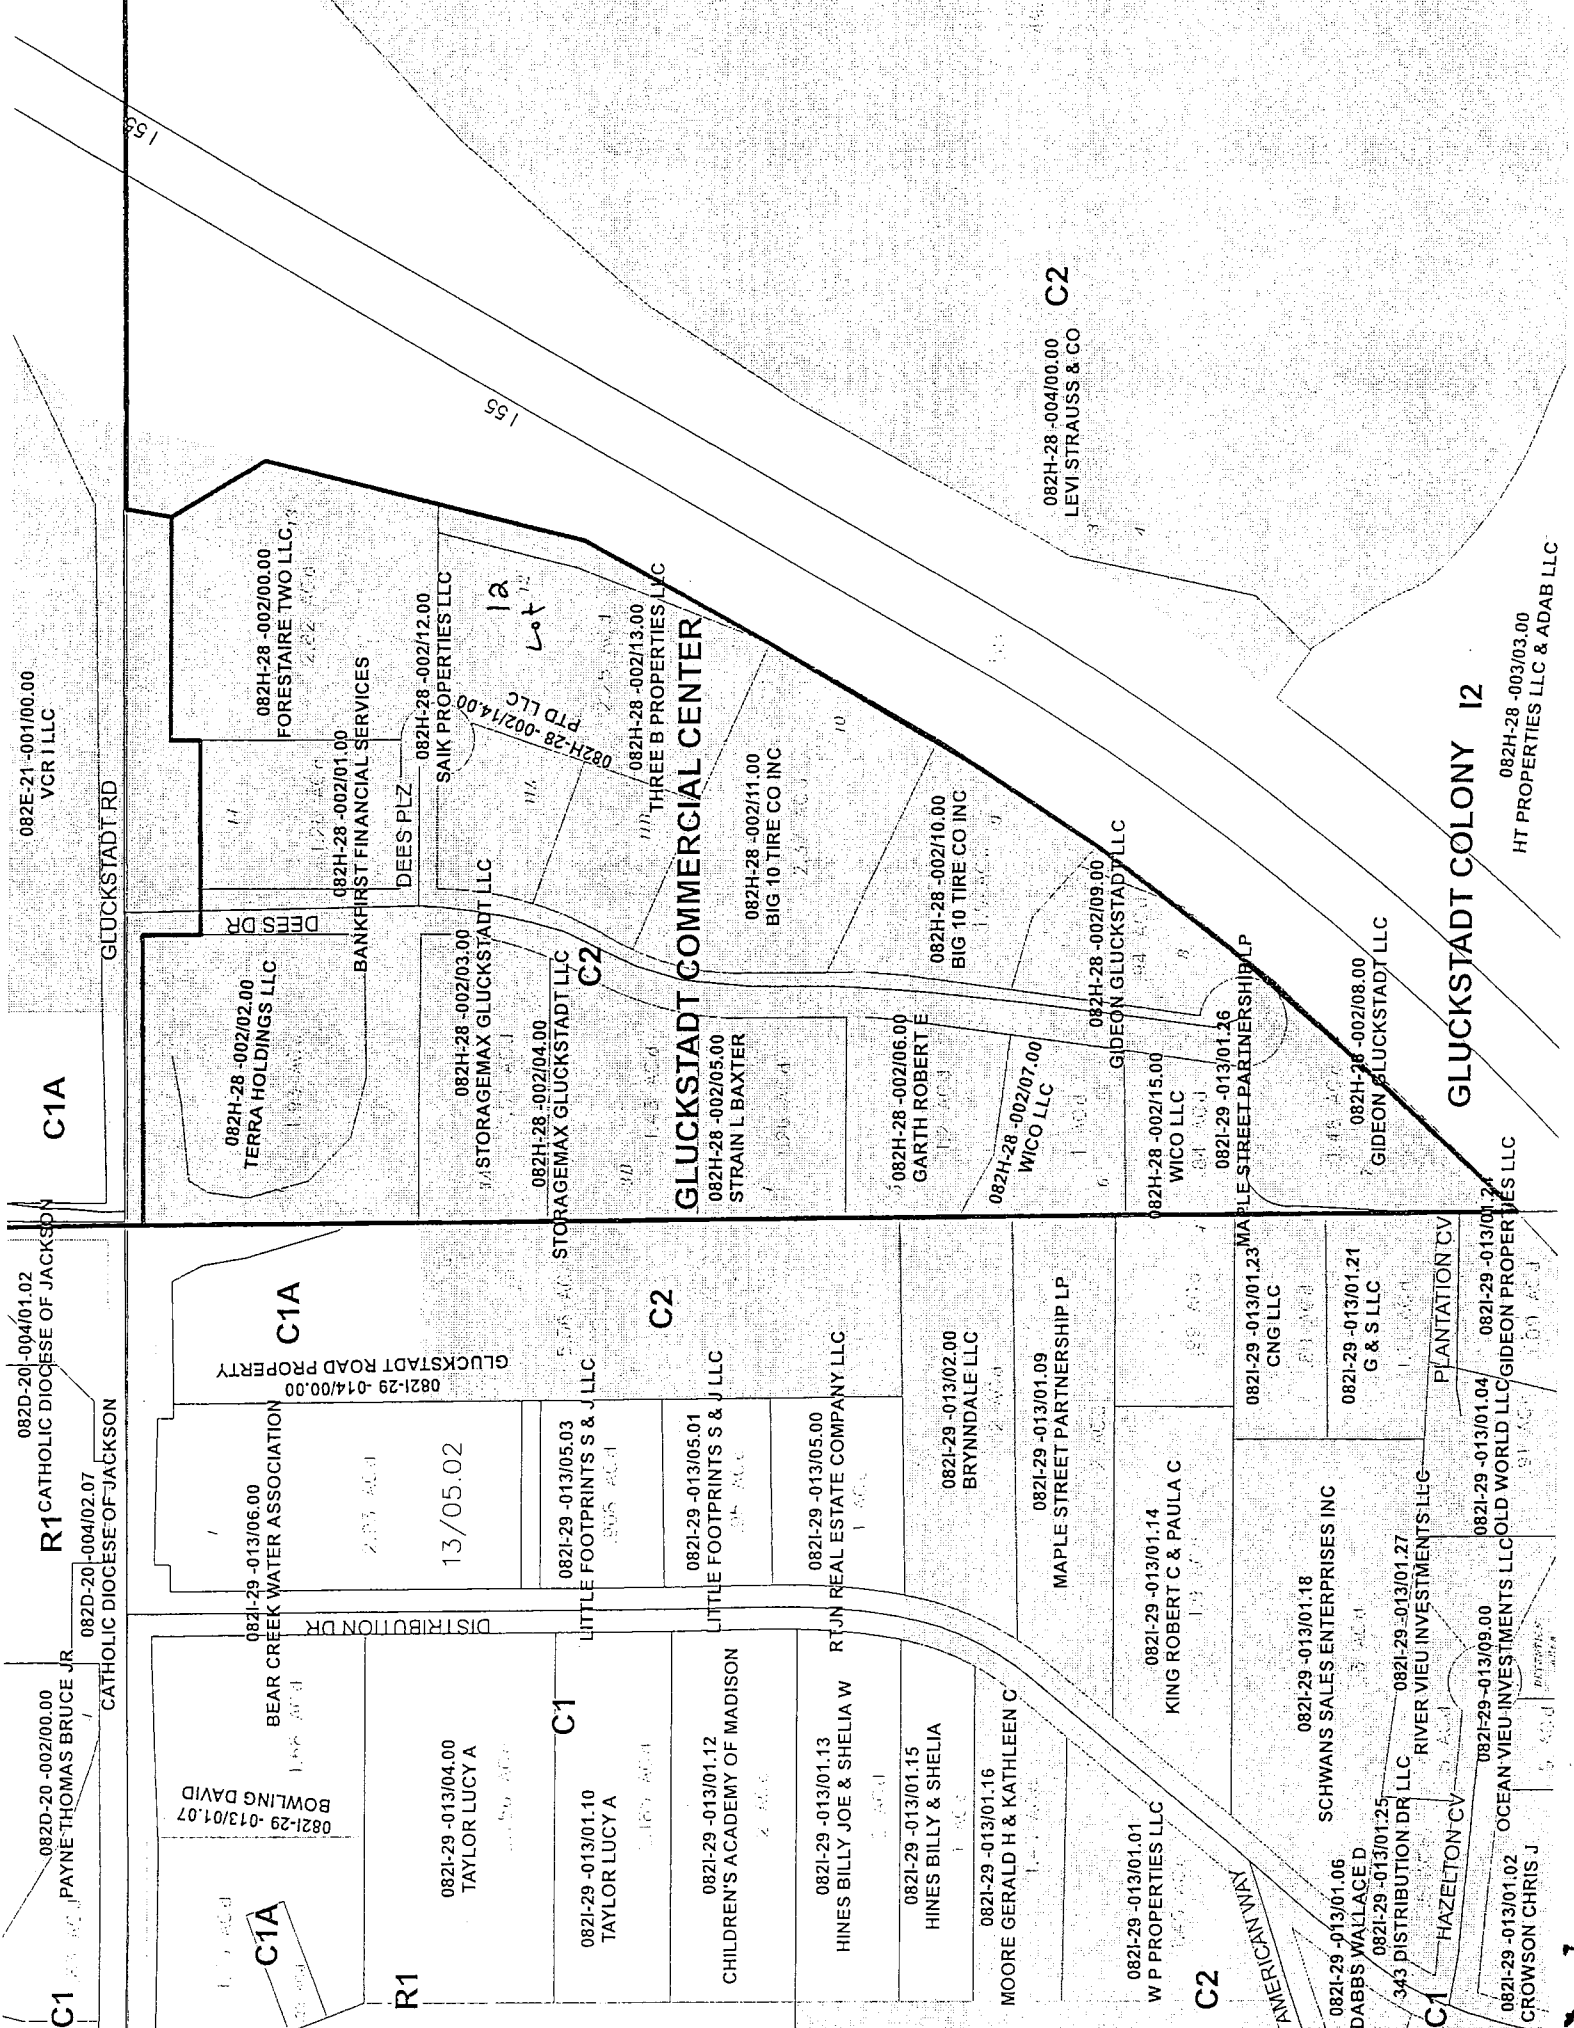 082E-21 -001/00.00
VCR I LLC
GLUCKSTADT RD
C1A
I 55
I 55
082H-28 -002/00.00
FORESTAIRE TWO LLC
082H-28 -002/01.00
BANKFIRST FINANCIAL SERVICES
DEES PLZ
DEES DR
082H-28 -002/12.00
SAIK PROPERTIES LLC
12
Lot
082H-28 -002/14.00
PTD LLC
082H-28 -002/13.00
THREE B PROPERTIES LLC
GLUCKSTADT COMMERCIAL CENTER
082H-28 -002/11.00
BIG 10 TIRE CO INC
10
082H-28 -002/10.00
BIG 10 TIRE CO INC
9
082H-28 -002/09.00
GIDEON GLUCKSTADT LLC
8
082H-28 -004/00.00
LEVI STRAUSS & CO
C2
GLUCKSTADT COLONY
I2
082H-28 -003/03.00
HT PROPERTIES LLC & ADAB LLC
082H-28 -002/02.00
TERRA HOLDINGS LLC
082H-28 -002/03.00
STORAGEMAX GLUCKSTADT LLC
082H-28 -002/04.00
STORAGEMAX GLUCKSTADT LLC
C2
082H-28 -002/05.00
STRAIN L BAXTER
082H-28 -002/06.00
GARTH ROBERT E
082H-28 -002/07.00
WICO LLC
082H-28 -002/15.00
WICO LLC
082I-29 -013/01.26
MAPLE STREET PARTNERSHIP LP
082H-28 -002/08.00
GIDEON GLUCKSTADT LLC
082D-20 -004/01.02
R1
CATHOLIC DIOCESE OF JACKSON
082D-20 -004/02.07
CATHOLIC DIOCESE OF JACKSON
C1A
082I-29 -014/00.00
GLUCKSTADT ROAD PROPERTY
C2
082I-29 -013/06.00
BEAR CREEK WATER ASSOCIATION
13/05.02
082I-29 -013/05.03
LITTLE FOOTPRINTS S & J LLC
082I-29 -013/05.01
LITTLE FOOTPRINTS S & J LLC
082I-29 -013/05.00
RTJN REAL ESTATE COMPANY LLC
082I-29 -013/02.00
BRYNNDALE LLC
082I-29 -013/01.09
MAPLE STREET PARTNERSHIP LP
082I-29 -013/01.14
KING ROBERT C & PAULA C
082I-29 -013/01.23
CNG LLC
082I-29 -013/01.21
G & S LLC
PLANTATION CV
082I-29 -013/01.24
GIDEON PROPERTIES LLC
082I-29 -013/01.04
OLD WORLD LLC
082I-29 -013/01.18
SCHWANS SALES ENTERPRISES INC
082I-29 -013/01.27
RIVER VIEU INVESTMENTS LLC
082I-29 -013/09.00
OCEAN VIEU INVESTMENTS LLC
DISTRIBUTION DR
082D-20 -002/00.00
PAYNE THOMAS BRUCE JR
C1
082I-29 -013/01.07
BOWLING DAVID
C1A
R1
082I-29 -013/04.00
TAYLOR LUCY A
C1
082I-29 -013/01.10
TAYLOR LUCY A
082I-29 -013/01.12
CHILDREN'S ACADEMY OF MADISON
082I-29 -013/01.13
HINES BILLY JOE & SHELIA W
082I-29 -013/01.15
HINES BILLY & SHELIA
082I-29 -013/01.16
MOORE GERALD H & KATHLEEN C
082I-29 -013/01.01
W P PROPERTIES LLC
C2
AMERICAN WAY
082I-29 -013/01.06
DABBS WALLACE D
082I-29 -013/01.25
343 DISTRIBUTION DR LLC
C1
HAZELTON CV
082I-29 -013/01.02
CROWSON CHRIS J